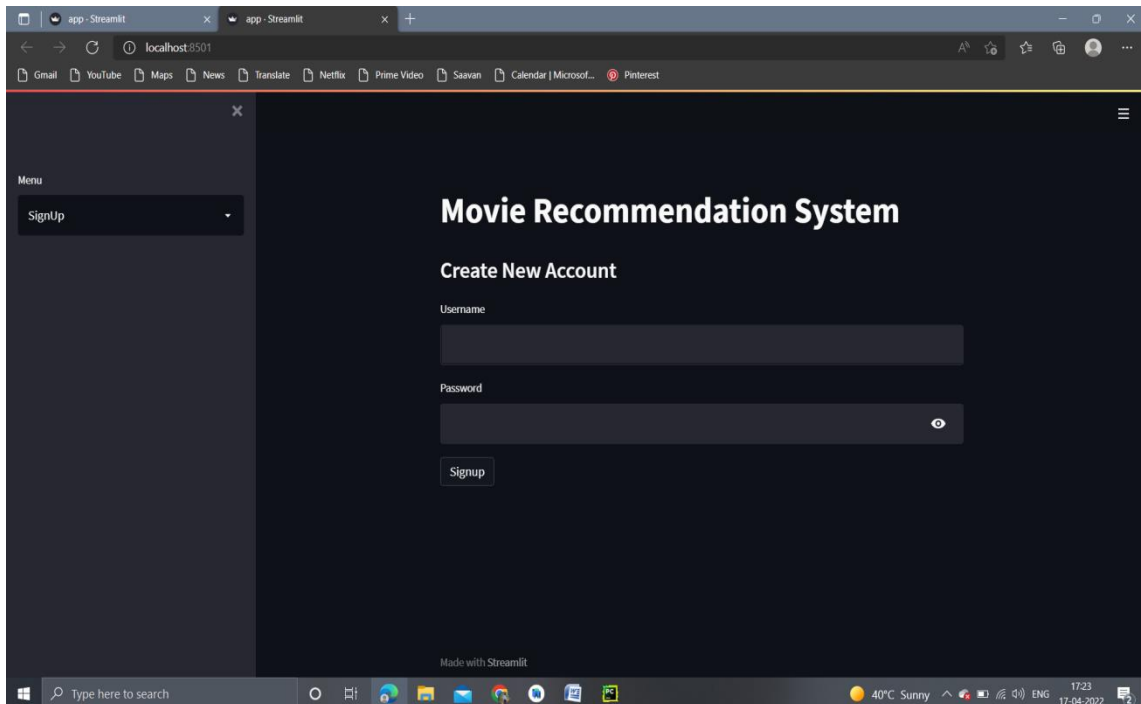 app · Streamlit
app · Streamlit
localhost:8501
Gmail YouTube Maps News Translate Netflix Prime Video Saavan Calendar | Microsof... Pinterest
Menu
SignUp
Movie Recommendation System
Create New Account
Username
Password
Signup
Made with Streamlit
Type here to search
40°C Sunny
ENG
17:23
17-04-2022